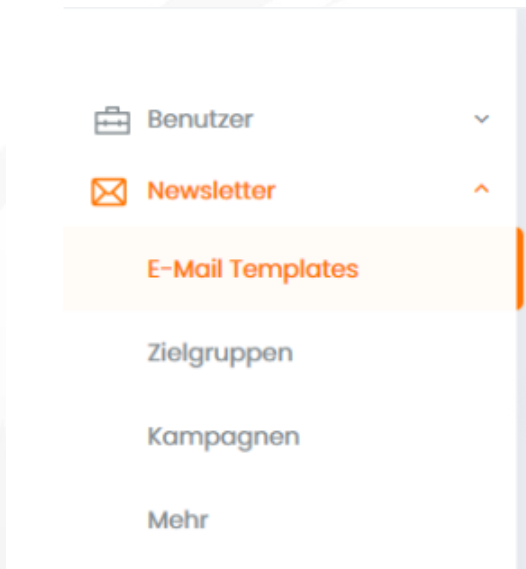 Benutzer
Newsletter
E-Mail Templates
Zielgruppen
Kampagnen
Mehr